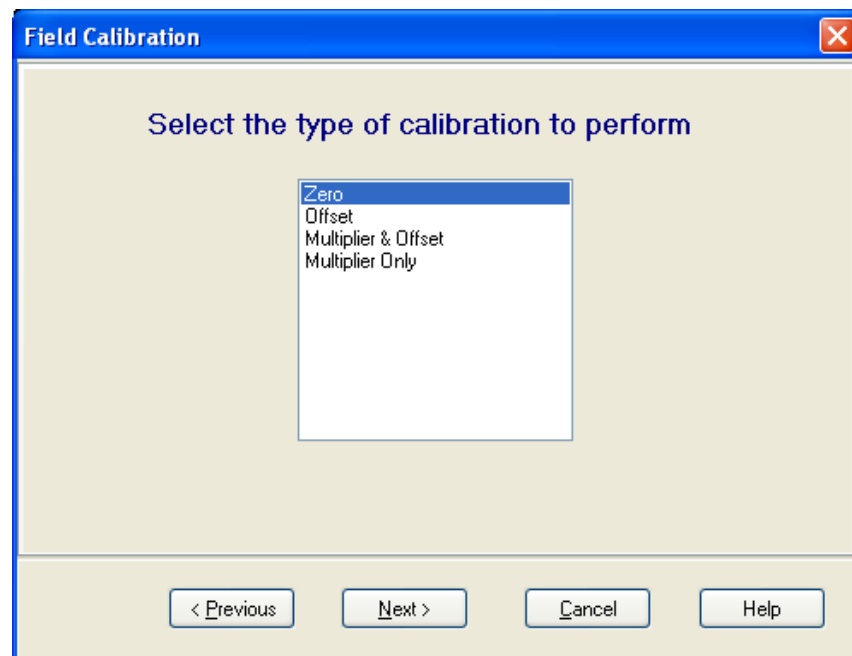 Field Calibration
Select the type of calibration to perform
Zero
Offset
Multiplier & Offset
Multiplier Only
< Previous
Next >
Cancel
Help